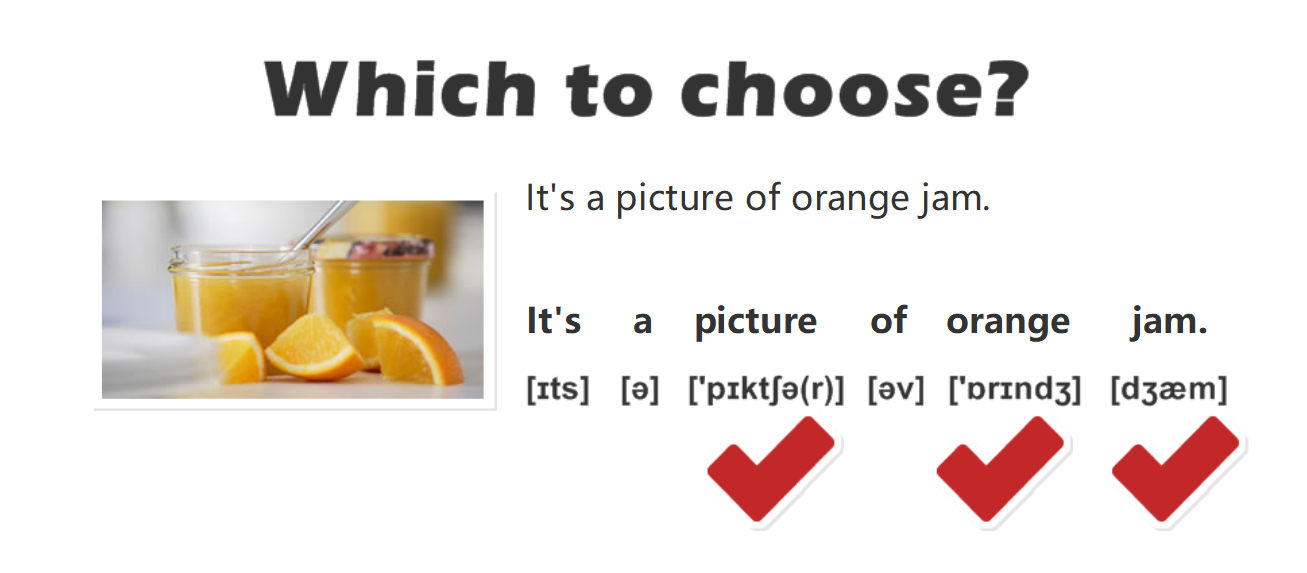 Which to choose?
It's a picture of orange jam.
It's a picture of orange jam.
[ɪts] [ə] ['pɪktʃə(r)] [əv] ['ɒrɪndʒ] [dʒæm]